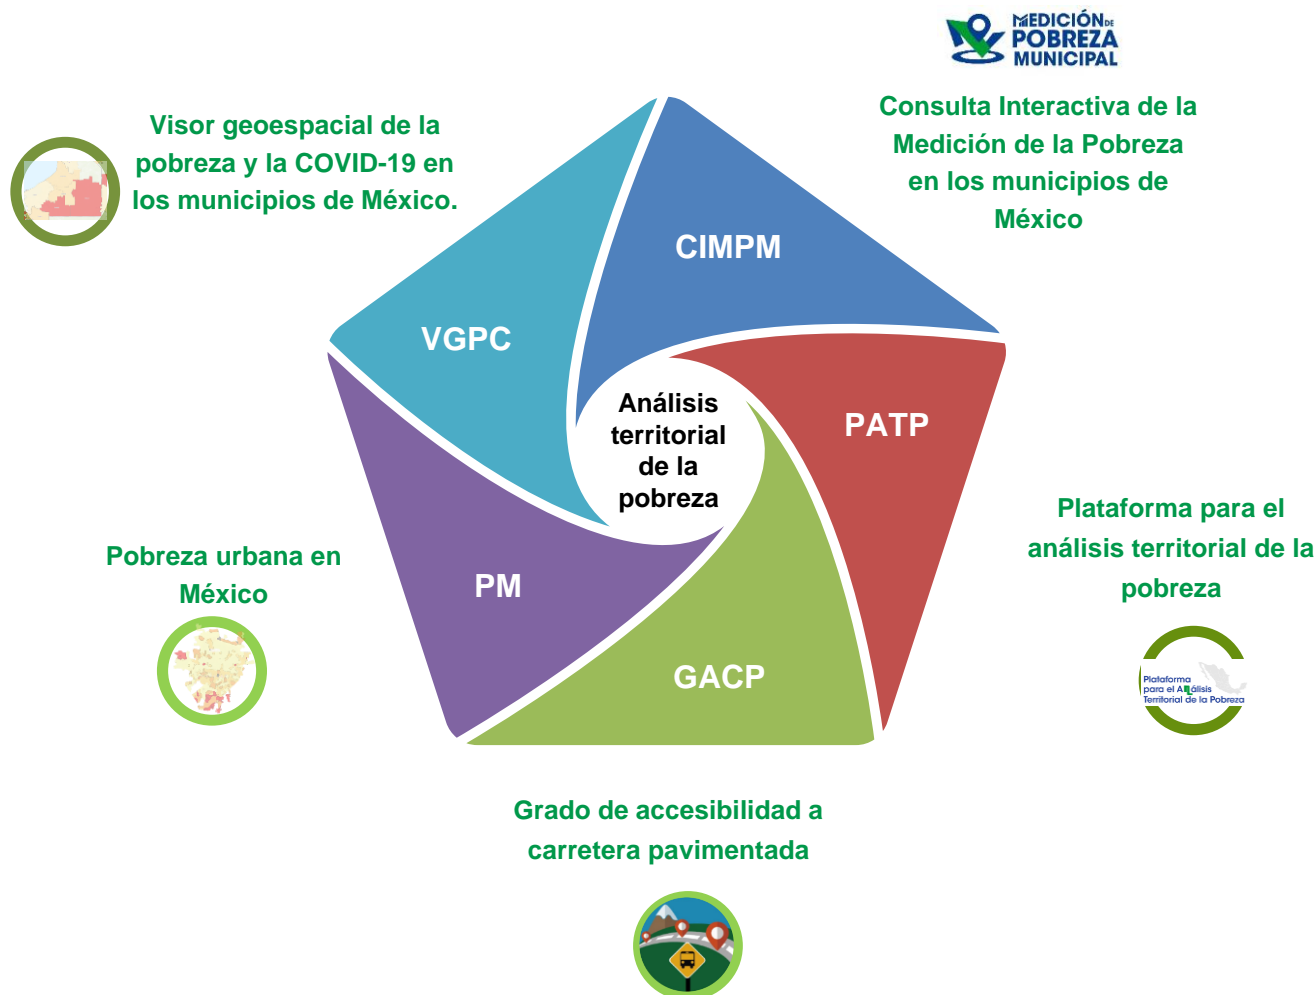 MEDICIÓN DE
POBREZA
MUNICIPAL
Consulta Interactiva de la
Medición de la Pobreza
en los municipios de
México
Visor geoespacial de la
pobreza y la COVID-19 en
los municipios de México.
CIMPM
VGPC
PATP
Análisis
territorial
de la
pobreza
PM
GACP
Plataforma para el
análisis territorial de la
pobreza
Plataforma
para el Análisis
Territorial de la Pobreza
Pobreza urbana en
México
Grado de accesibilidad a
carretera pavimentada